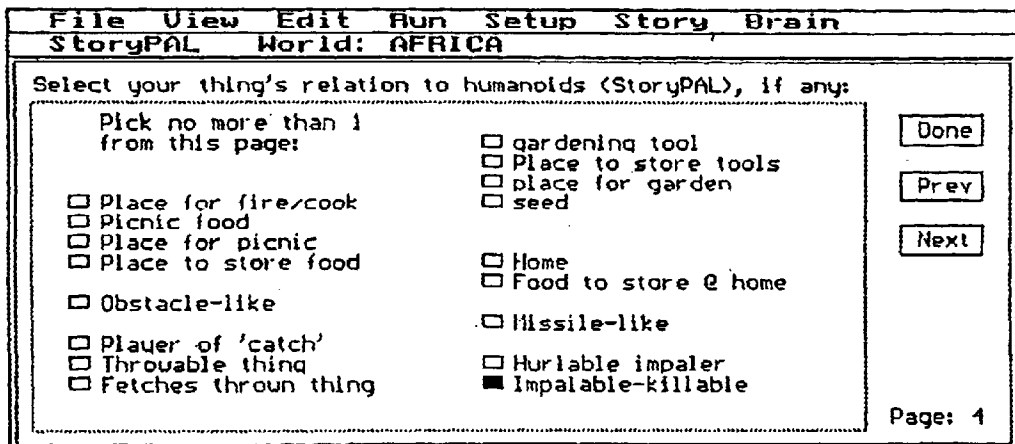 File View Edit Run Setup Story Brain
StoryPAL World: AFRICA
Select your thing's relation to humanoids (StoryPAL), if any:
Pick no more than 1
from this page:
Place for fire/cook
Picnic food
Place for picnic
Place to store food
Obstacle-like
Player of 'catch'
Throwable thing
Fetches thrown thing
gardening tool
Place to store tools
place for garden
seed
Home
Food to store @ home
Missile-like
Hurlable impaler
Impalable-killable
Done
Prev
Next
Page: 4